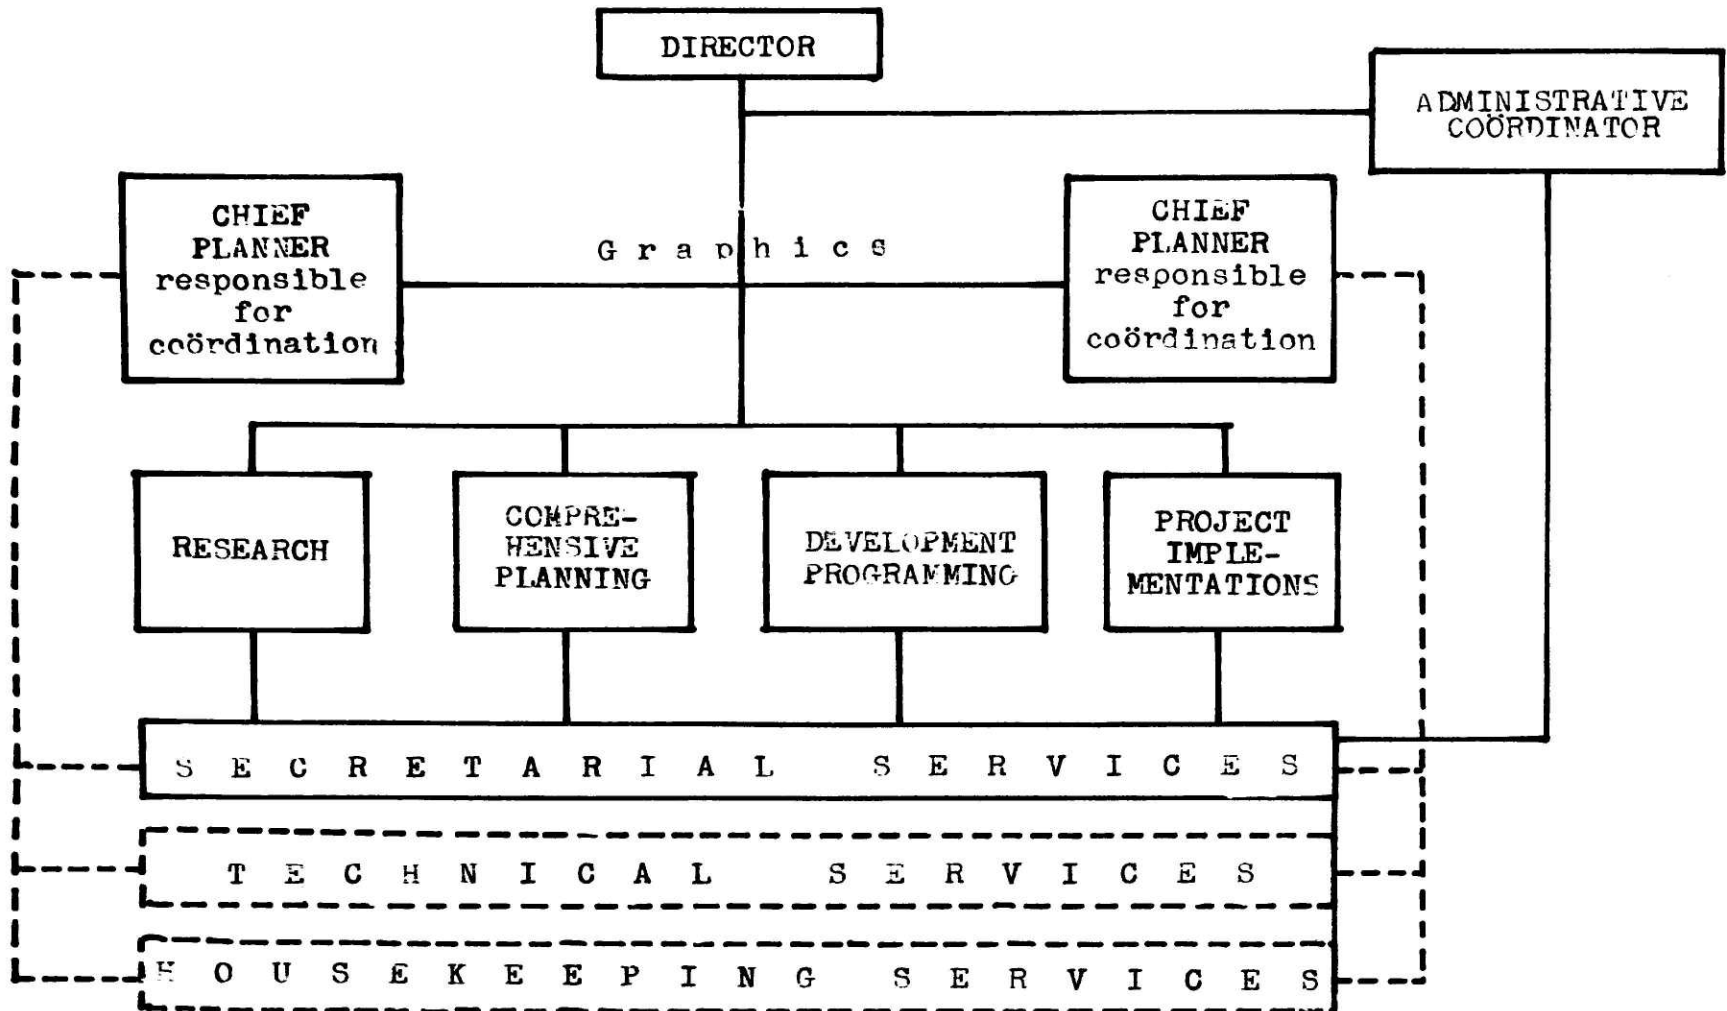 DIRECTOR
ADMINISTRATIVE
COÖRDINATOR
CHIEF
PLANNER
responsible
for
coördination
Graphics
CHIEF
PLANNER
responsible
for
coördination
RESEARCH
COMPRE-
HENSIVE
PLANNING
DEVELOPMENT
PROGRAMMING
PROJECT
IMPLE-
MENTATIONS
SECRETARIAL SERVICES
TECHNICAL SERVICES
HOUSEKEEPING SERVICES